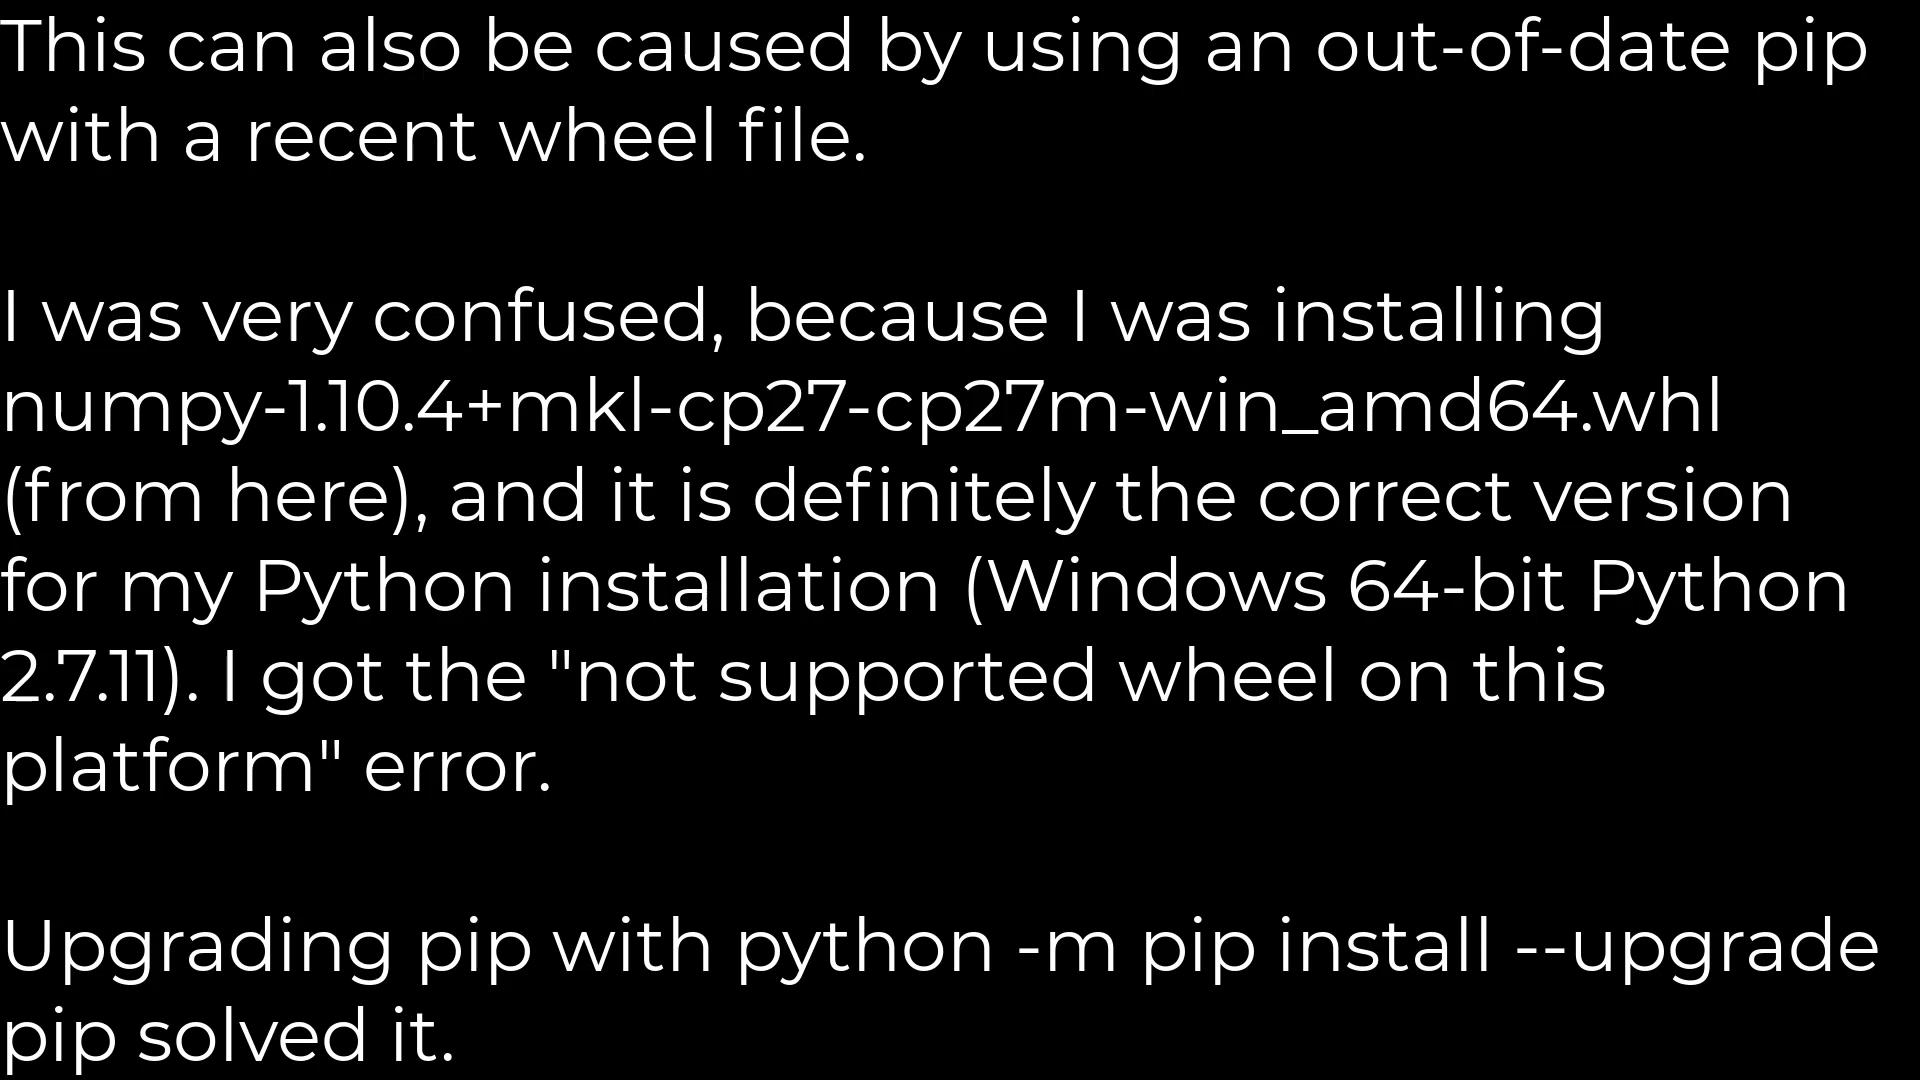 This can also be caused by using an out-of-date pip
with a recent wheel file.
I was very confused, because I was installing
numpy-1.10.4+mkl-cp27-cp27m-win_amd64.whl
(from here), and it is definitely the correct version
for my Python installation (Windows 64-bit Python
2.7.11). I got the "not supported wheel on this
platform" error.
Upgrading pip with python -m pip install --upgrade
pip solved it.